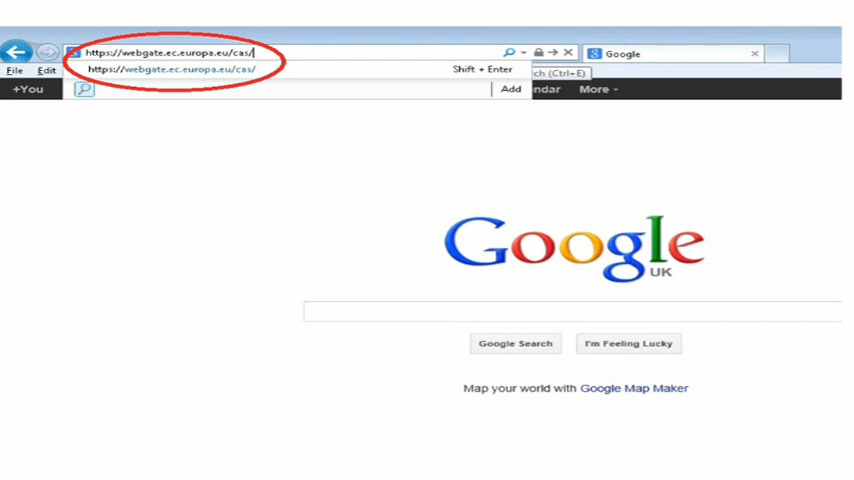 https://webgate.ec.europa.eu/cas/
Google
https://webgate.ec.europa.eu/cas/ Shift + Enter
File Edit
ch (Ctrl+E)
+You
Add
ndar More
Google
UK
Google Search I'm Feeling Lucky
Map your world with Google Map Maker